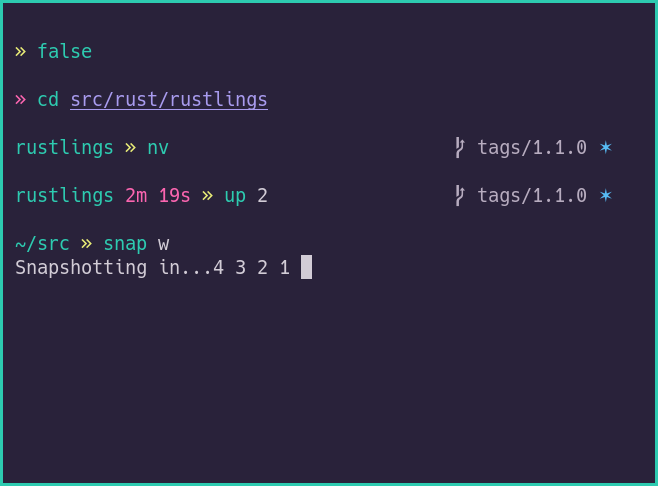 » false
» cd src/rust/rustlings
rustlings » nv tags/1.1.0 ✶
rustlings 2m 19s » up 2 tags/1.1.0 ✶
~/src » snap w
Snapshotting in...4 3 2 1